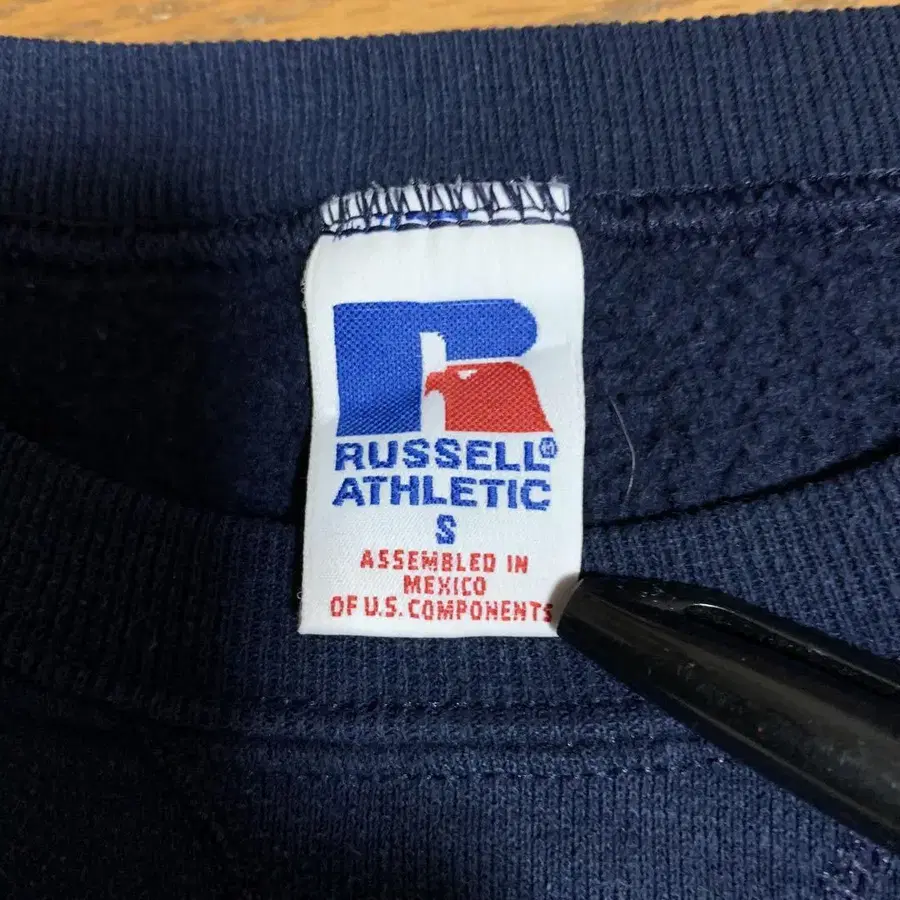 RUSSELL®
ATHLETIC
S
ASSEMBLED IN
MEXICO
OF U.S. COMPONENTS